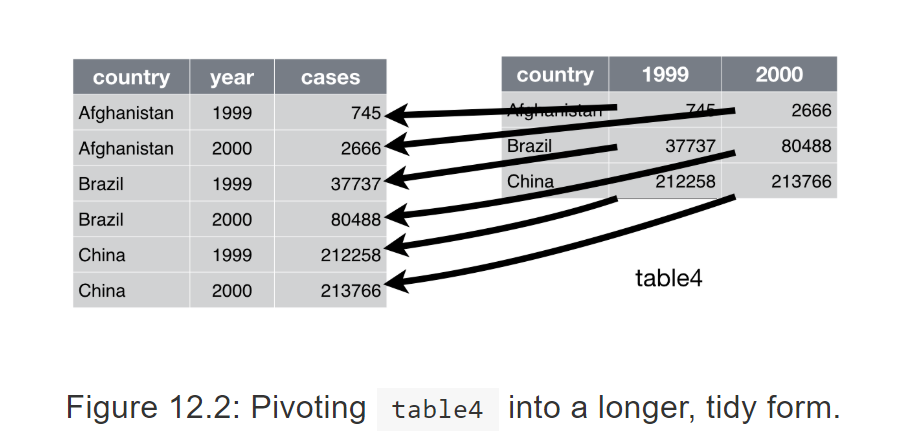 country year cases
Afghanistan 1999 745
Afghanistan 2000 2666
Brazil 1999 37737
Brazil 2000 80488
China 1999 212258
China 2000 213766
country 1999 2000
Afghanistan 745 2666
Brazil 37737 80488
China 212258 213766
table4
Figure 12.2: Pivoting table4 into a longer, tidy form.